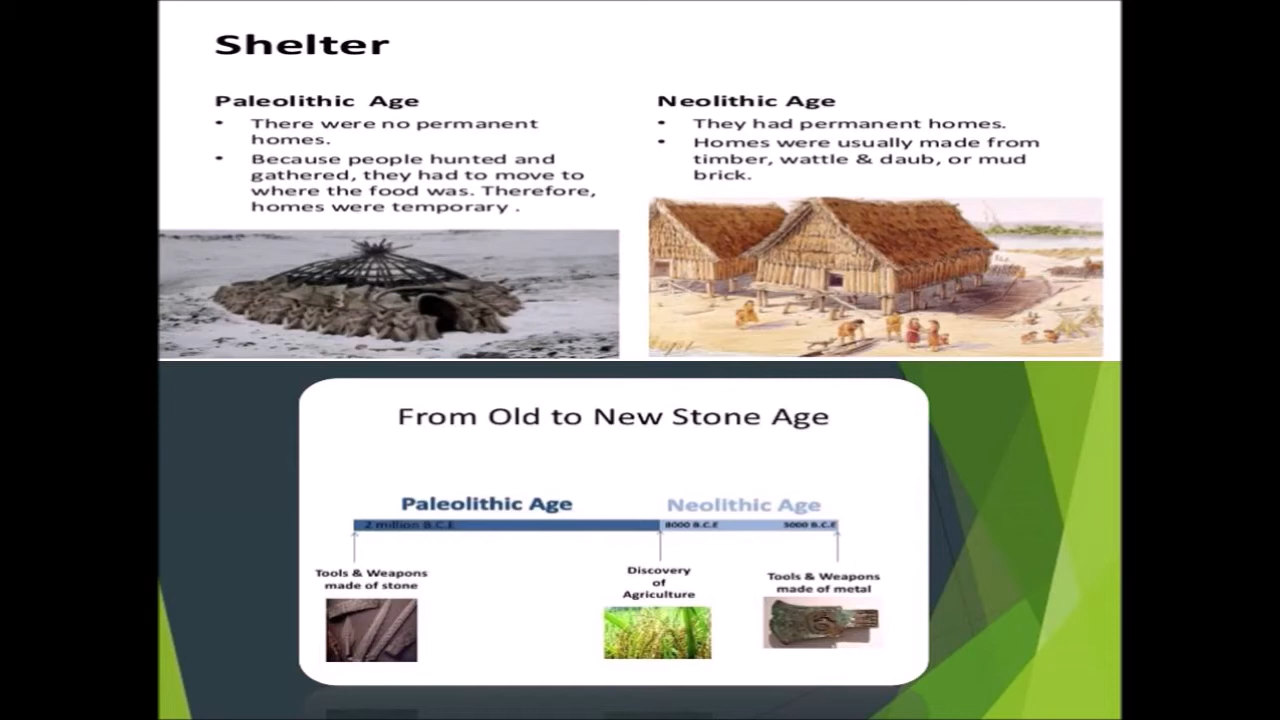 Shelter
Paleolithic Age
• There were no permanent
homes.
• Because people hunted and
gathered, they had to move to
where the food was. Therefore,
homes were temporary .
Neolithic Age
• They had permanent homes.
• Homes were usually made from
timber, wattle & daub, or mud
brick.
From Old to New Stone Age
Paleolithic Age
Neolithic Age
2 million B.C.E
8000 B.C.E
3000 B.C.E
Tools & Weapons
made of stone
Discovery
of
Agriculture
Tools & Weapons
made of metal